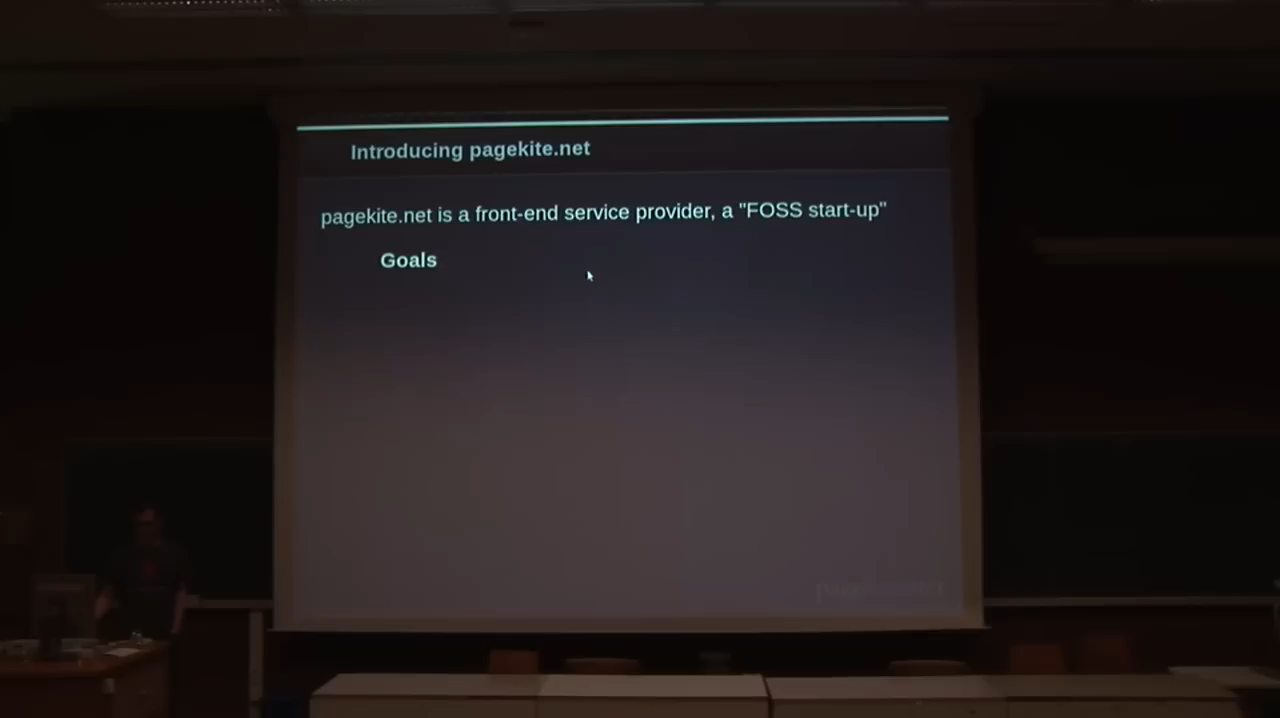 Introducing pagekite.net
pagekite.net is a front-end service provider, a "FOSS start-up"
Goals